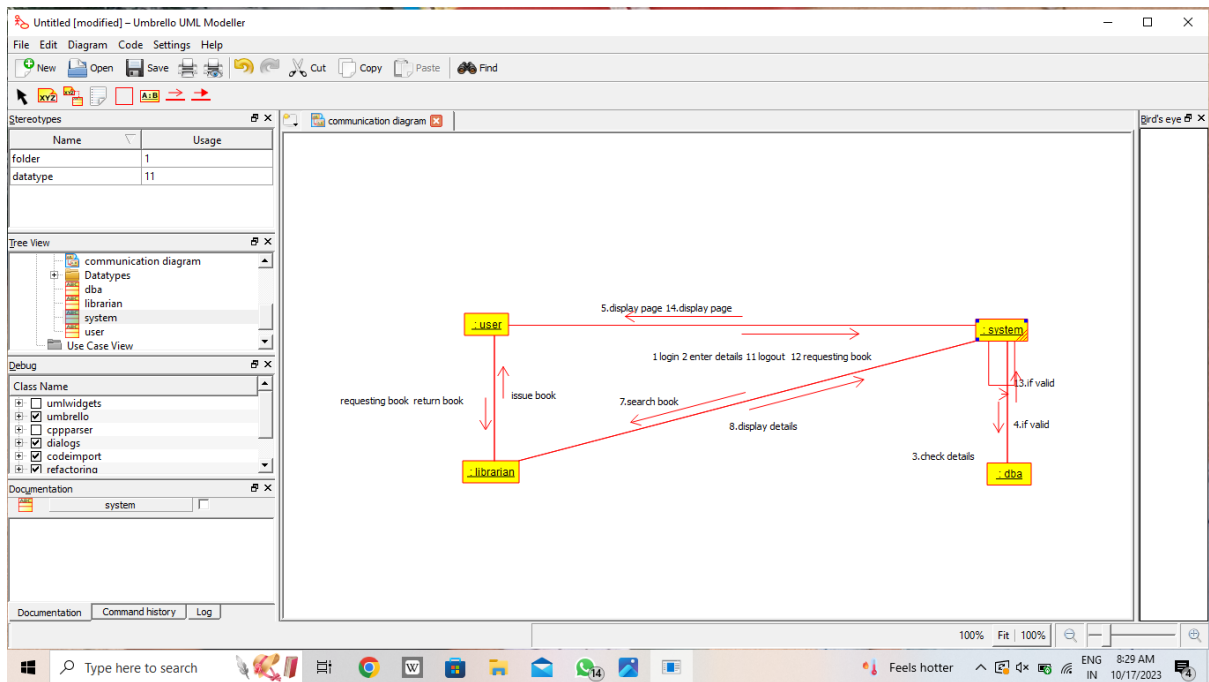 Untitled [modified] – Umbrello UML Modeller
File Edit Diagram Code Settings Help
New Open Save Cut Copy Paste Find
XYZ A:B
Stereotypes
Name Usage
folder 1
datatype 11
Tree View
communication diagram
Datatypes
dba
librarian
system
user
Use Case View
Debug
Class Name
umlwidgets
umbrello
cppparser
dialogs
codeimport
refactoring
Documentation
system
Documentation Command history Log
communication diagram
Bird's eye
5.display page 14.display page
: user
: system
1 login 2 enter details 11 logout 12 requesting book
13.if valid
requesting book return book
issue book
7.search book
8.display details
4.if valid
3.check details
: librarian
: dba
100% Fit 100%
Type here to search
W
14
Feels hotter
ENG
IN
8:29 AM
10/17/2023
4